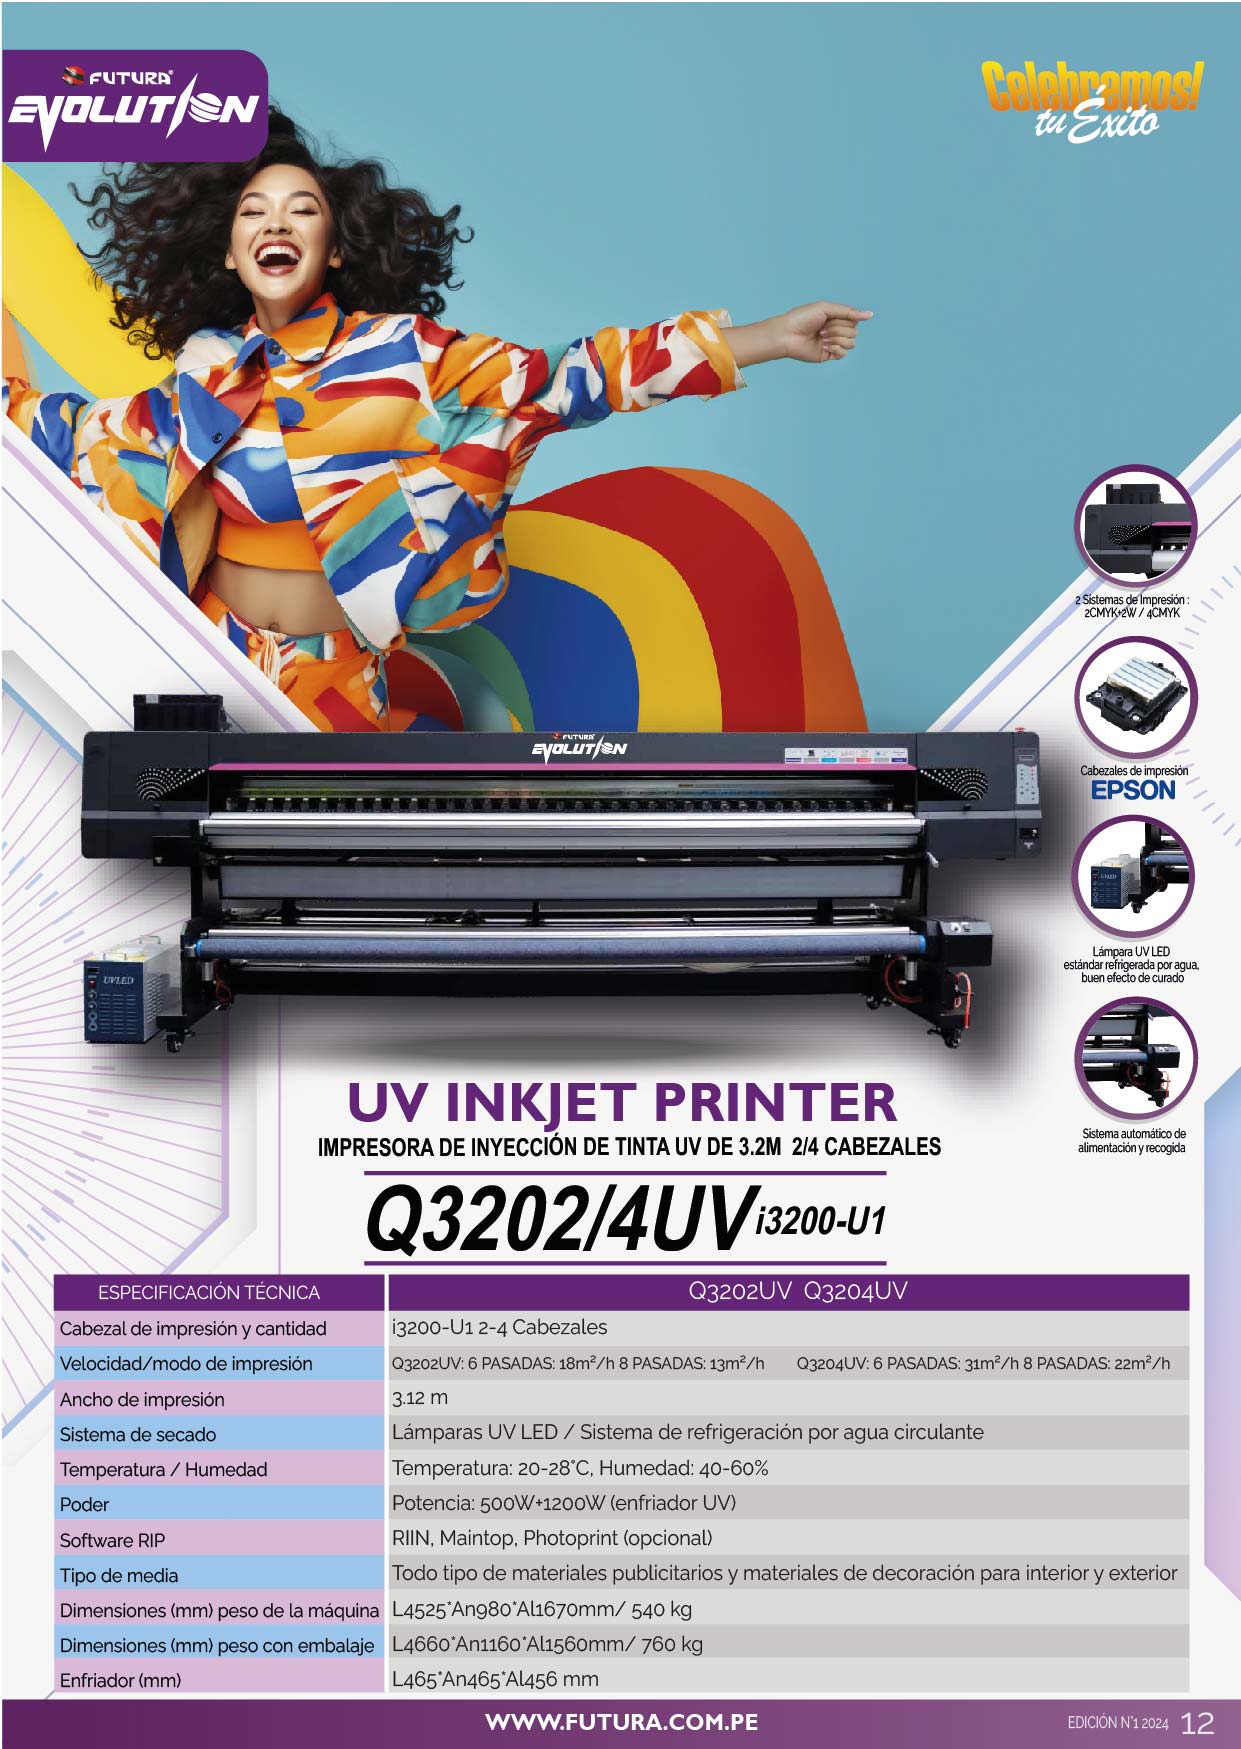 FUTURA®
EVOLUTION
Celebramos!
tu Éxito
2 Sistemas de Impresión :
2CMYK+2W / 4CMYK
Cabezales de impresión
EPSON
FUTURA
EVOLUTION
UVLED
UVLED
Lámpara UV LED
estándar refrigerada por agua,
buen efecto de curado
Sistema automático de
alimentación y recogida
UV INKJET PRINTER
IMPRESORA DE INYECCIÓN DE TINTA UV DE 3.2M 2/4 CABEZALES
Q3202/4UV i3200-U1
ESPECIFICACIÓN TÉCNICA Q3202UV Q3204UV
Cabezal de impresión y cantidad i3200-U1 2-4 Cabezales
Velocidad/modo de impresión Q3202UV: 6 PASADAS: 18m²/h 8 PASADAS: 13m²/h Q3204UV: 6 PASADAS: 31m²/h 8 PASADAS: 22m²/h
Ancho de impresión 3.12 m
Sistema de secado Lámparas UV LED / Sistema de refrigeración por agua circulante
Temperatura / Humedad Temperatura: 20-28°C, Humedad: 40-60%
Poder Potencia: 500W+1200W (enfriador UV)
Software RIP RIIN, Maintop, Photoprint (opcional)
Tipo de media Todo tipo de materiales publicitarios y materiales de decoración para interior y exterior
Dimensiones (mm) peso de la máquina L4525*An980*Al1670mm/ 540 kg
Dimensiones (mm) peso con embalaje L4660*An1160*Al1560mm/ 760 kg
Enfriador (mm) L465*An465*Al456 mm
WWW.FUTURA.COM.PE
EDICIÓN N°1 2024 12